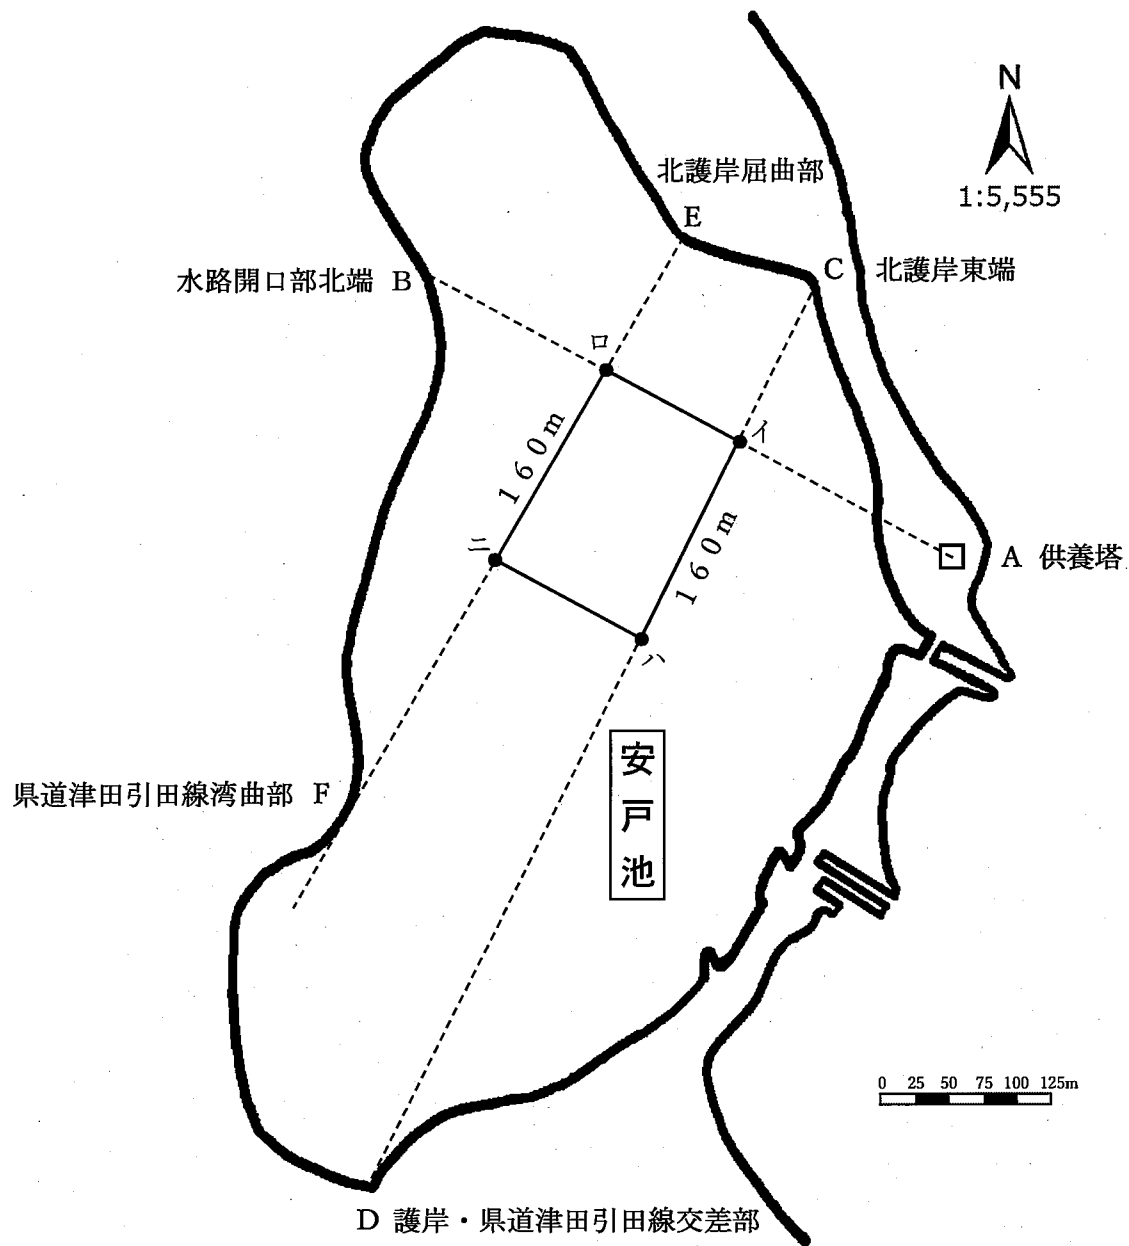 N
1:5,555
北護岸屈曲部
E
C 北護岸東端
水路開口部北端 B
ロ
イ
160m
160m
ニ
ハ
A 供養塔
安戸池
県道津田引田線湾曲部 F
0 25 50 75 100 125m
D 護岸・県道津田引田線交差部